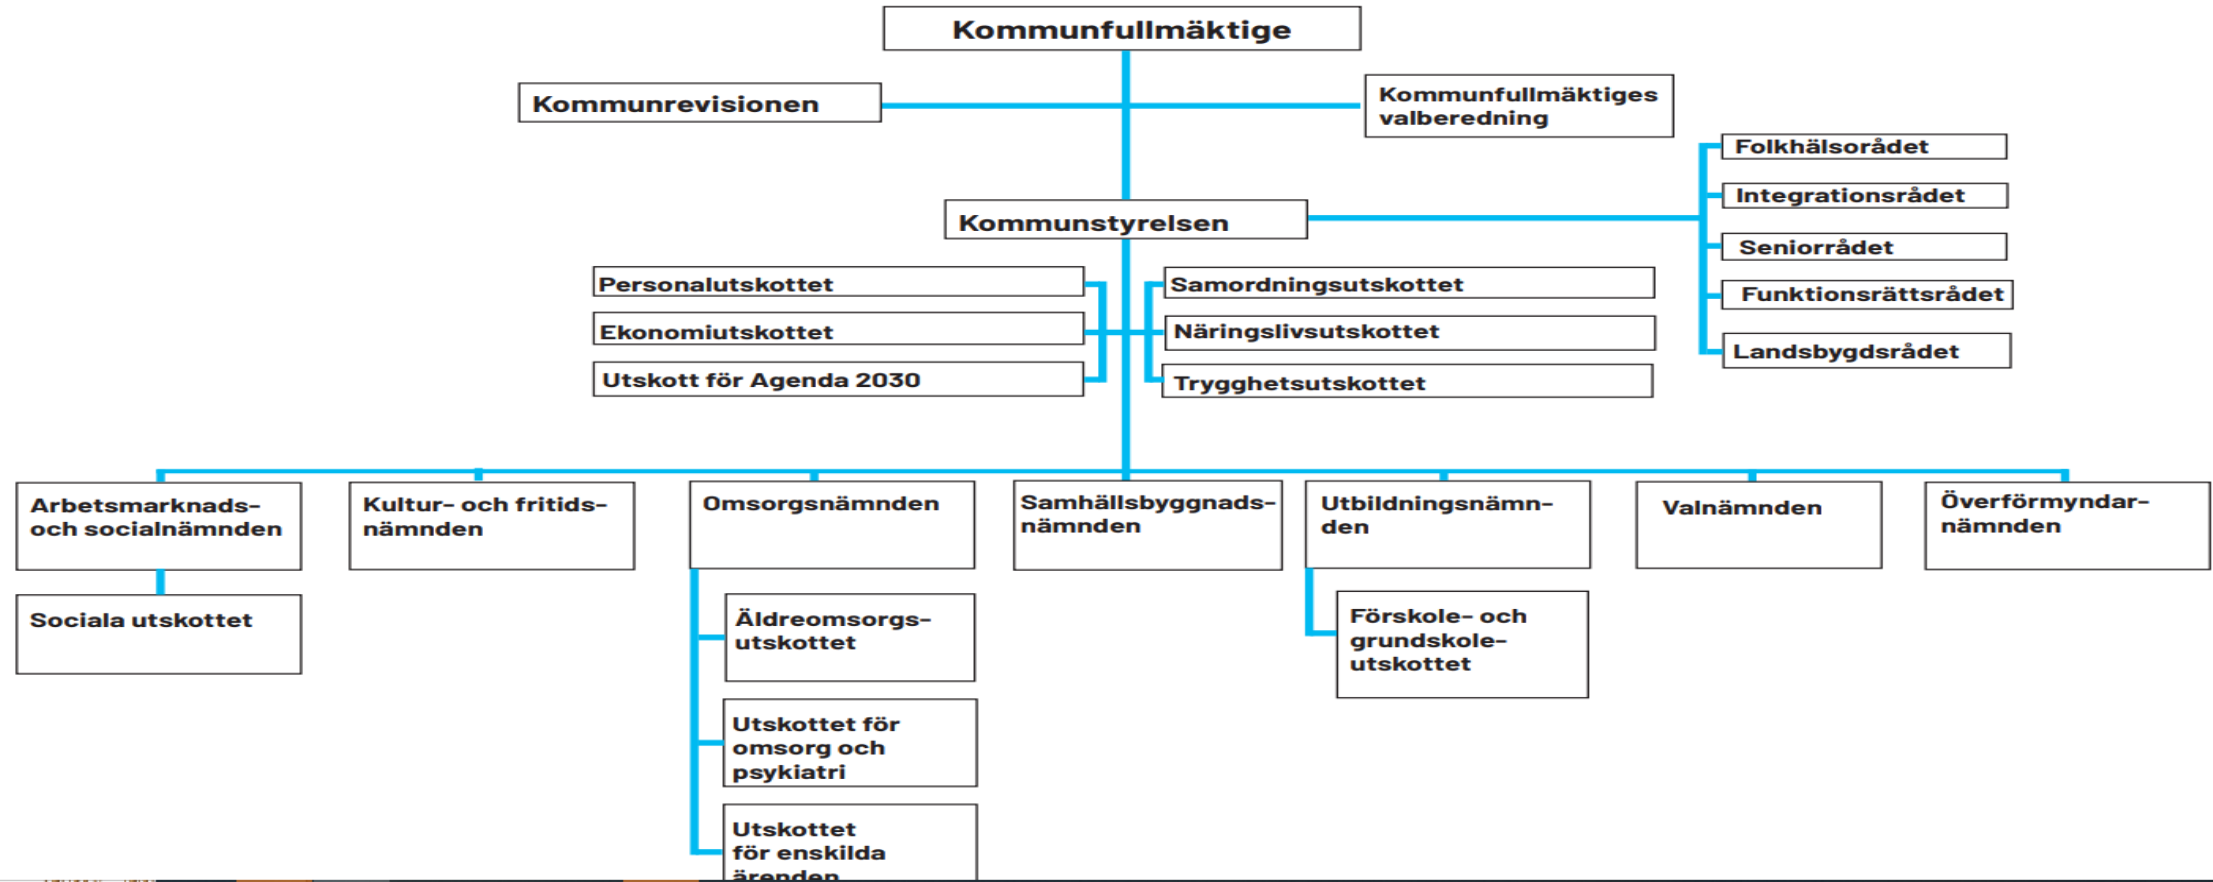 Kommunfullmäktige
Kommunrevisionen
Kommunfullmäktiges
valberedning
Folkhälsorådet
Integrationsrådet
Seniorrådet
Funktionsrättsrådet
Landsbygdsrådet
Kommunstyrelsen
Personalutskottet
Ekonomiutskottet
Utskott för Agenda 2030
Samordningsutskottet
Näringslivsutskottet
Trygghetsutskottet
Arbetsmarknads-
och socialnämnden
Sociala utskottet
Kultur- och fritids-
nämnden
Omsorgsnämnden
Äldreomsorgs-
utskottet
Utskottet för
omsorg och
psykiatri
Utskottet
för enskilda
ärenden
Samhällsbyggnads-
nämnden
Utbildningsnämn-
den
Förskole- och
grundskole-
utskottet
Valnämnden
Överförmyndar-
nämnden